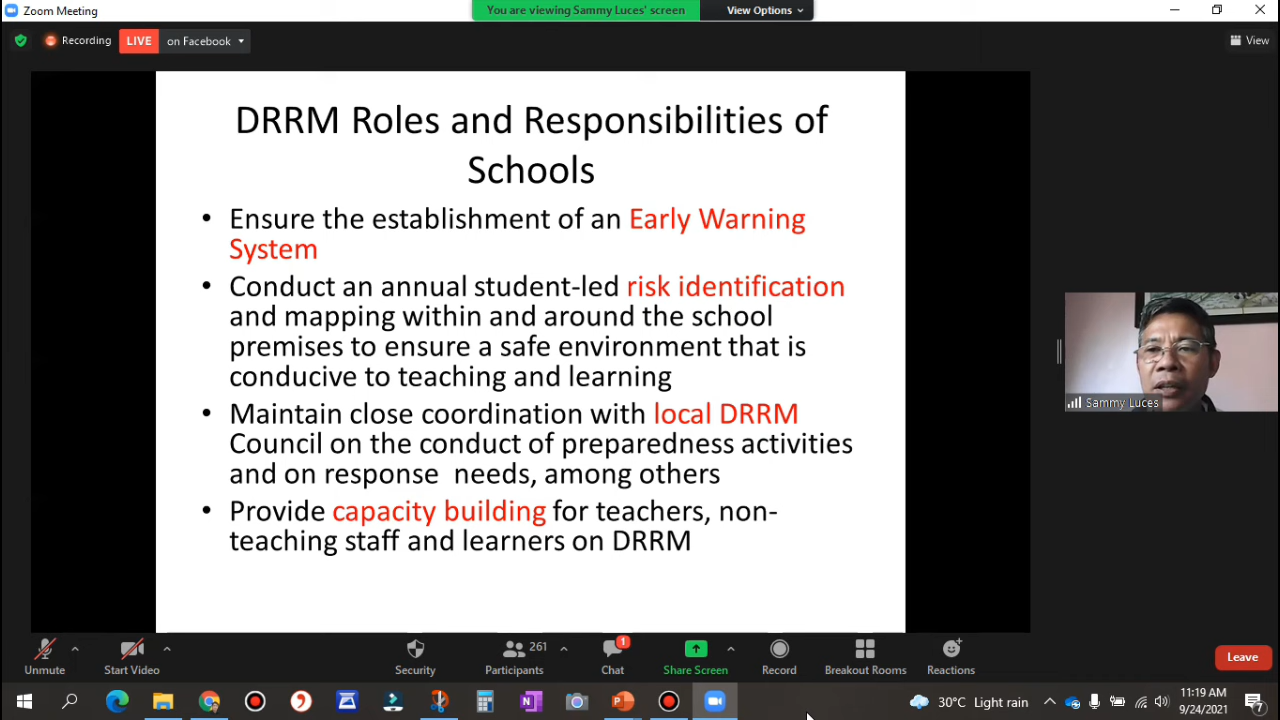 Zoom Meeting
You are viewing Sammy Luces' screen
View Options
Recording
LIVE
on Facebook
View
DRRM Roles and Responsibilities of
Schools
• Ensure the establishment of an Early Warning
System
• Conduct an annual student-led risk identification
and mapping within and around the school
premises to ensure a safe environment that is
conducive to teaching and learning
• Maintain close coordination with local DRRM
Council on the conduct of preparedness activities
and on response  needs, among others
• Provide capacity building for teachers, non-
teaching staff and learners on DRRM
Sammy Luces
Unmute
Start Video
Security
Participants
261
Chat
1
Share Screen
Record
Breakout Rooms
Reactions
Leave
30°C Light rain
11:19 AM
9/24/2021
7